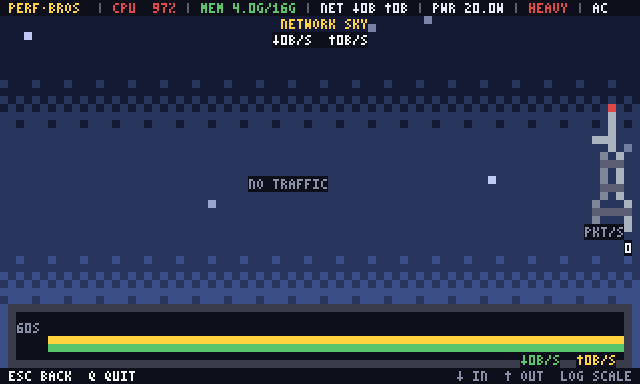 PERF·BROS | CPU 97% | MEM 4.0G/16G | NET ↓0B ↑0B | PWR 20.0W | HEAVY | AC
NETWORK SKY
↓0B/S ↑0B/S
NO TRAFFIC
PKT/S
0
60S
↓0B/S ↑0B/S
ESC BACK Q QUIT ↓ IN ↑ OUT LOG SCALE